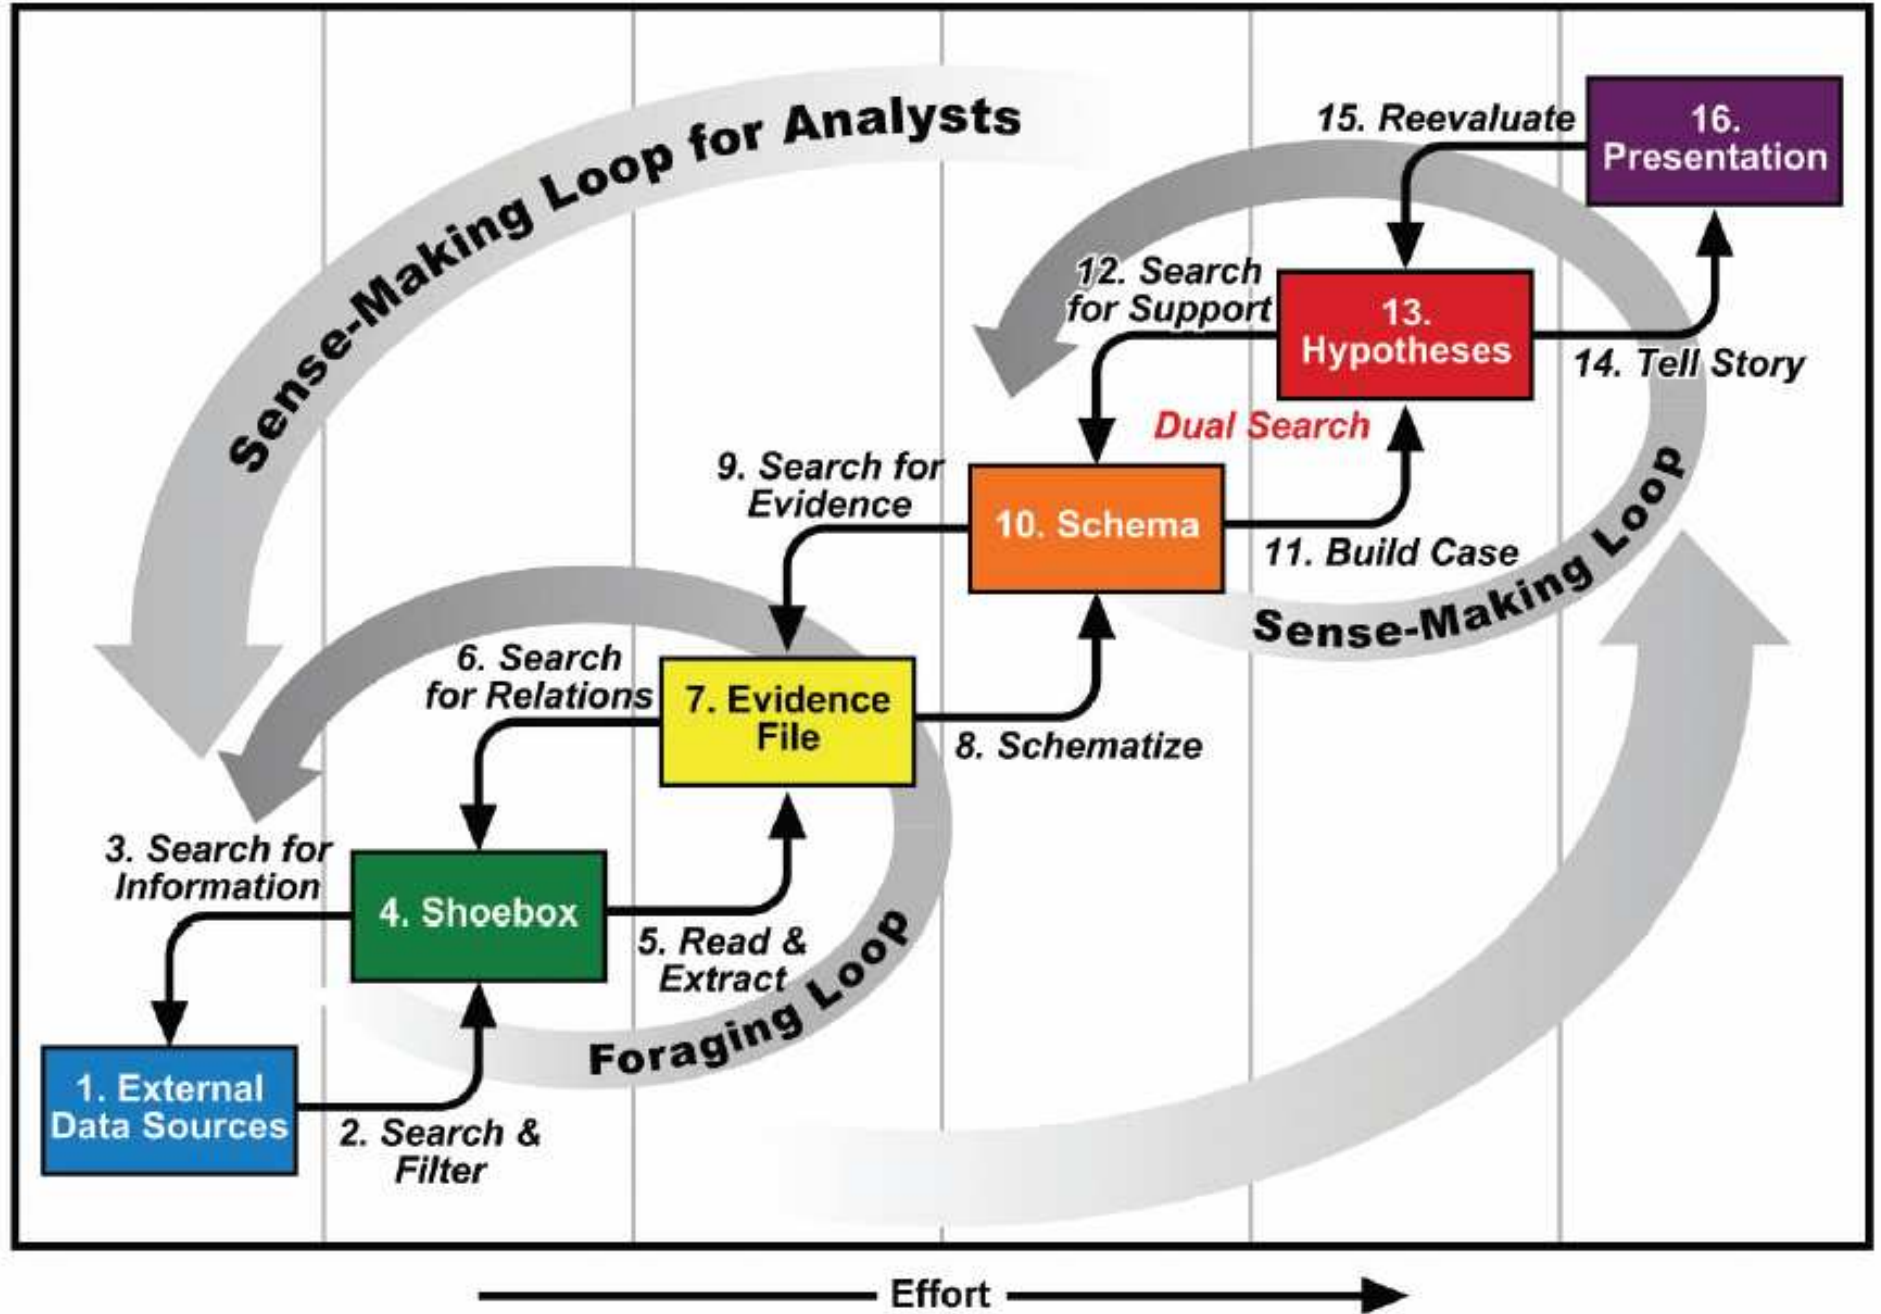 Sense-Making Loop for Analysts
15. Reevaluate
16.
Presentation
12. Search
for Support
13.
Hypotheses
14. Tell Story
Dual Search
9. Search for
Evidence
10. Schema
11. Build Case
Sense-Making Loop
6. Search
for Relations
7. Evidence
File
8. Schematize
3. Search for
Information
4. Shoebox
5. Read &
Extract
Foraging Loop
1. External
Data Sources
2. Search &
Filter
Effort